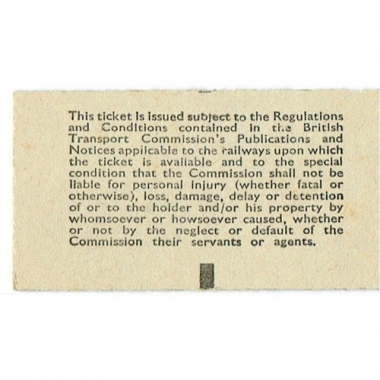 This ticket is issued subject to the Regulations
and Conditions contained in the British
Transport Commission's Publications and
Notices applicable to the railways upon which
the ticket is available and to the special
condition that the Commission shall not be
liable for personal injury (whether fatal or
otherwise), loss, damage, delay or detention
of or to the holder and/or his property by
whomsoever or howsoever caused, whether
or not by the neglect or default of the
Commission their servants or agents.